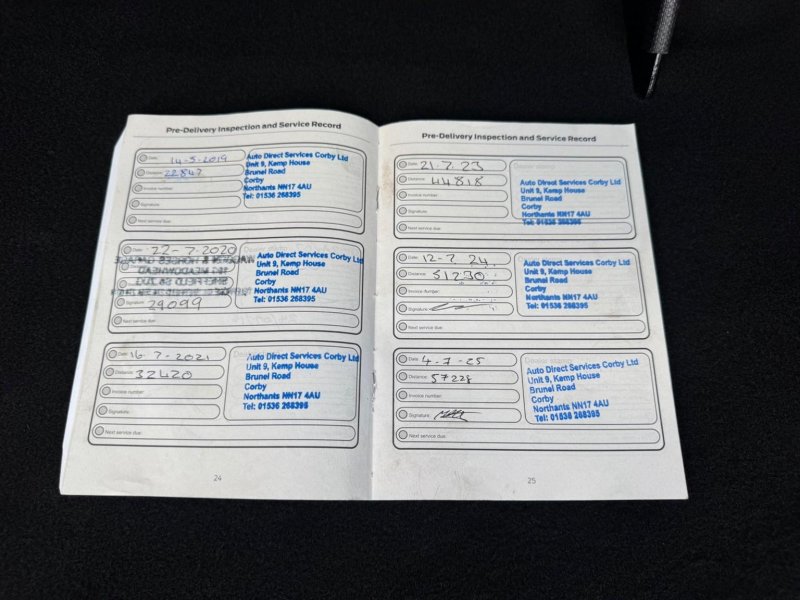 Pre-Delivery Inspection and Service Record
Date: 14-5-2019
Distance: 22847
Invoice number:
Signature:
Next service due:
Auto Direct Services Corby Ltd
Unit 9, Kemp House
Brunel Road
Corby
Northants NN17 4AU
Tel: 01536 268395
Date: 22-7-2020
Signature: 29099
Next service due:
Auto Direct Services Corby Ltd
Unit 9, Kemp House
Brunel Road
Corby
Northants NN17 4AU
Tel: 01536 268395
Date: 16-7-2021
Distance: 32420
Invoice number:
Signature:
Next service due:
Auto Direct Services Corby Ltd
Unit 9, Kemp House
Brunel Road
Corby
Northants NN17 4AU
Tel: 01536 268395
24
Pre-Delivery Inspection and Service Record
Date: 21.7.23
Distance: 44818
Invoice number:
Signature:
Next service due:
Auto Direct Services Corby Ltd
Unit 9, Kemp House
Brunel Road
Corby
Northants NN17 4AU
Tel: 01536 268395
Date: 12-7.24
Distance: 51230
Invoice number:
Signature:
Next service due:
Auto Direct Services Corby Ltd
Unit 9, Kemp House
Brunel Road
Corby
Northants NN17 4AU
Tel: 01536 268395
Date: 4-7-25
Distance: 57228
Invoice number:
Signature:
Next service due:
Dealer stamp:
Auto Direct Services Corby Ltd
Unit 9, Kemp House
Brunel Road
Corby
Northants NN17 4AU
Tel: 01536 268395
25